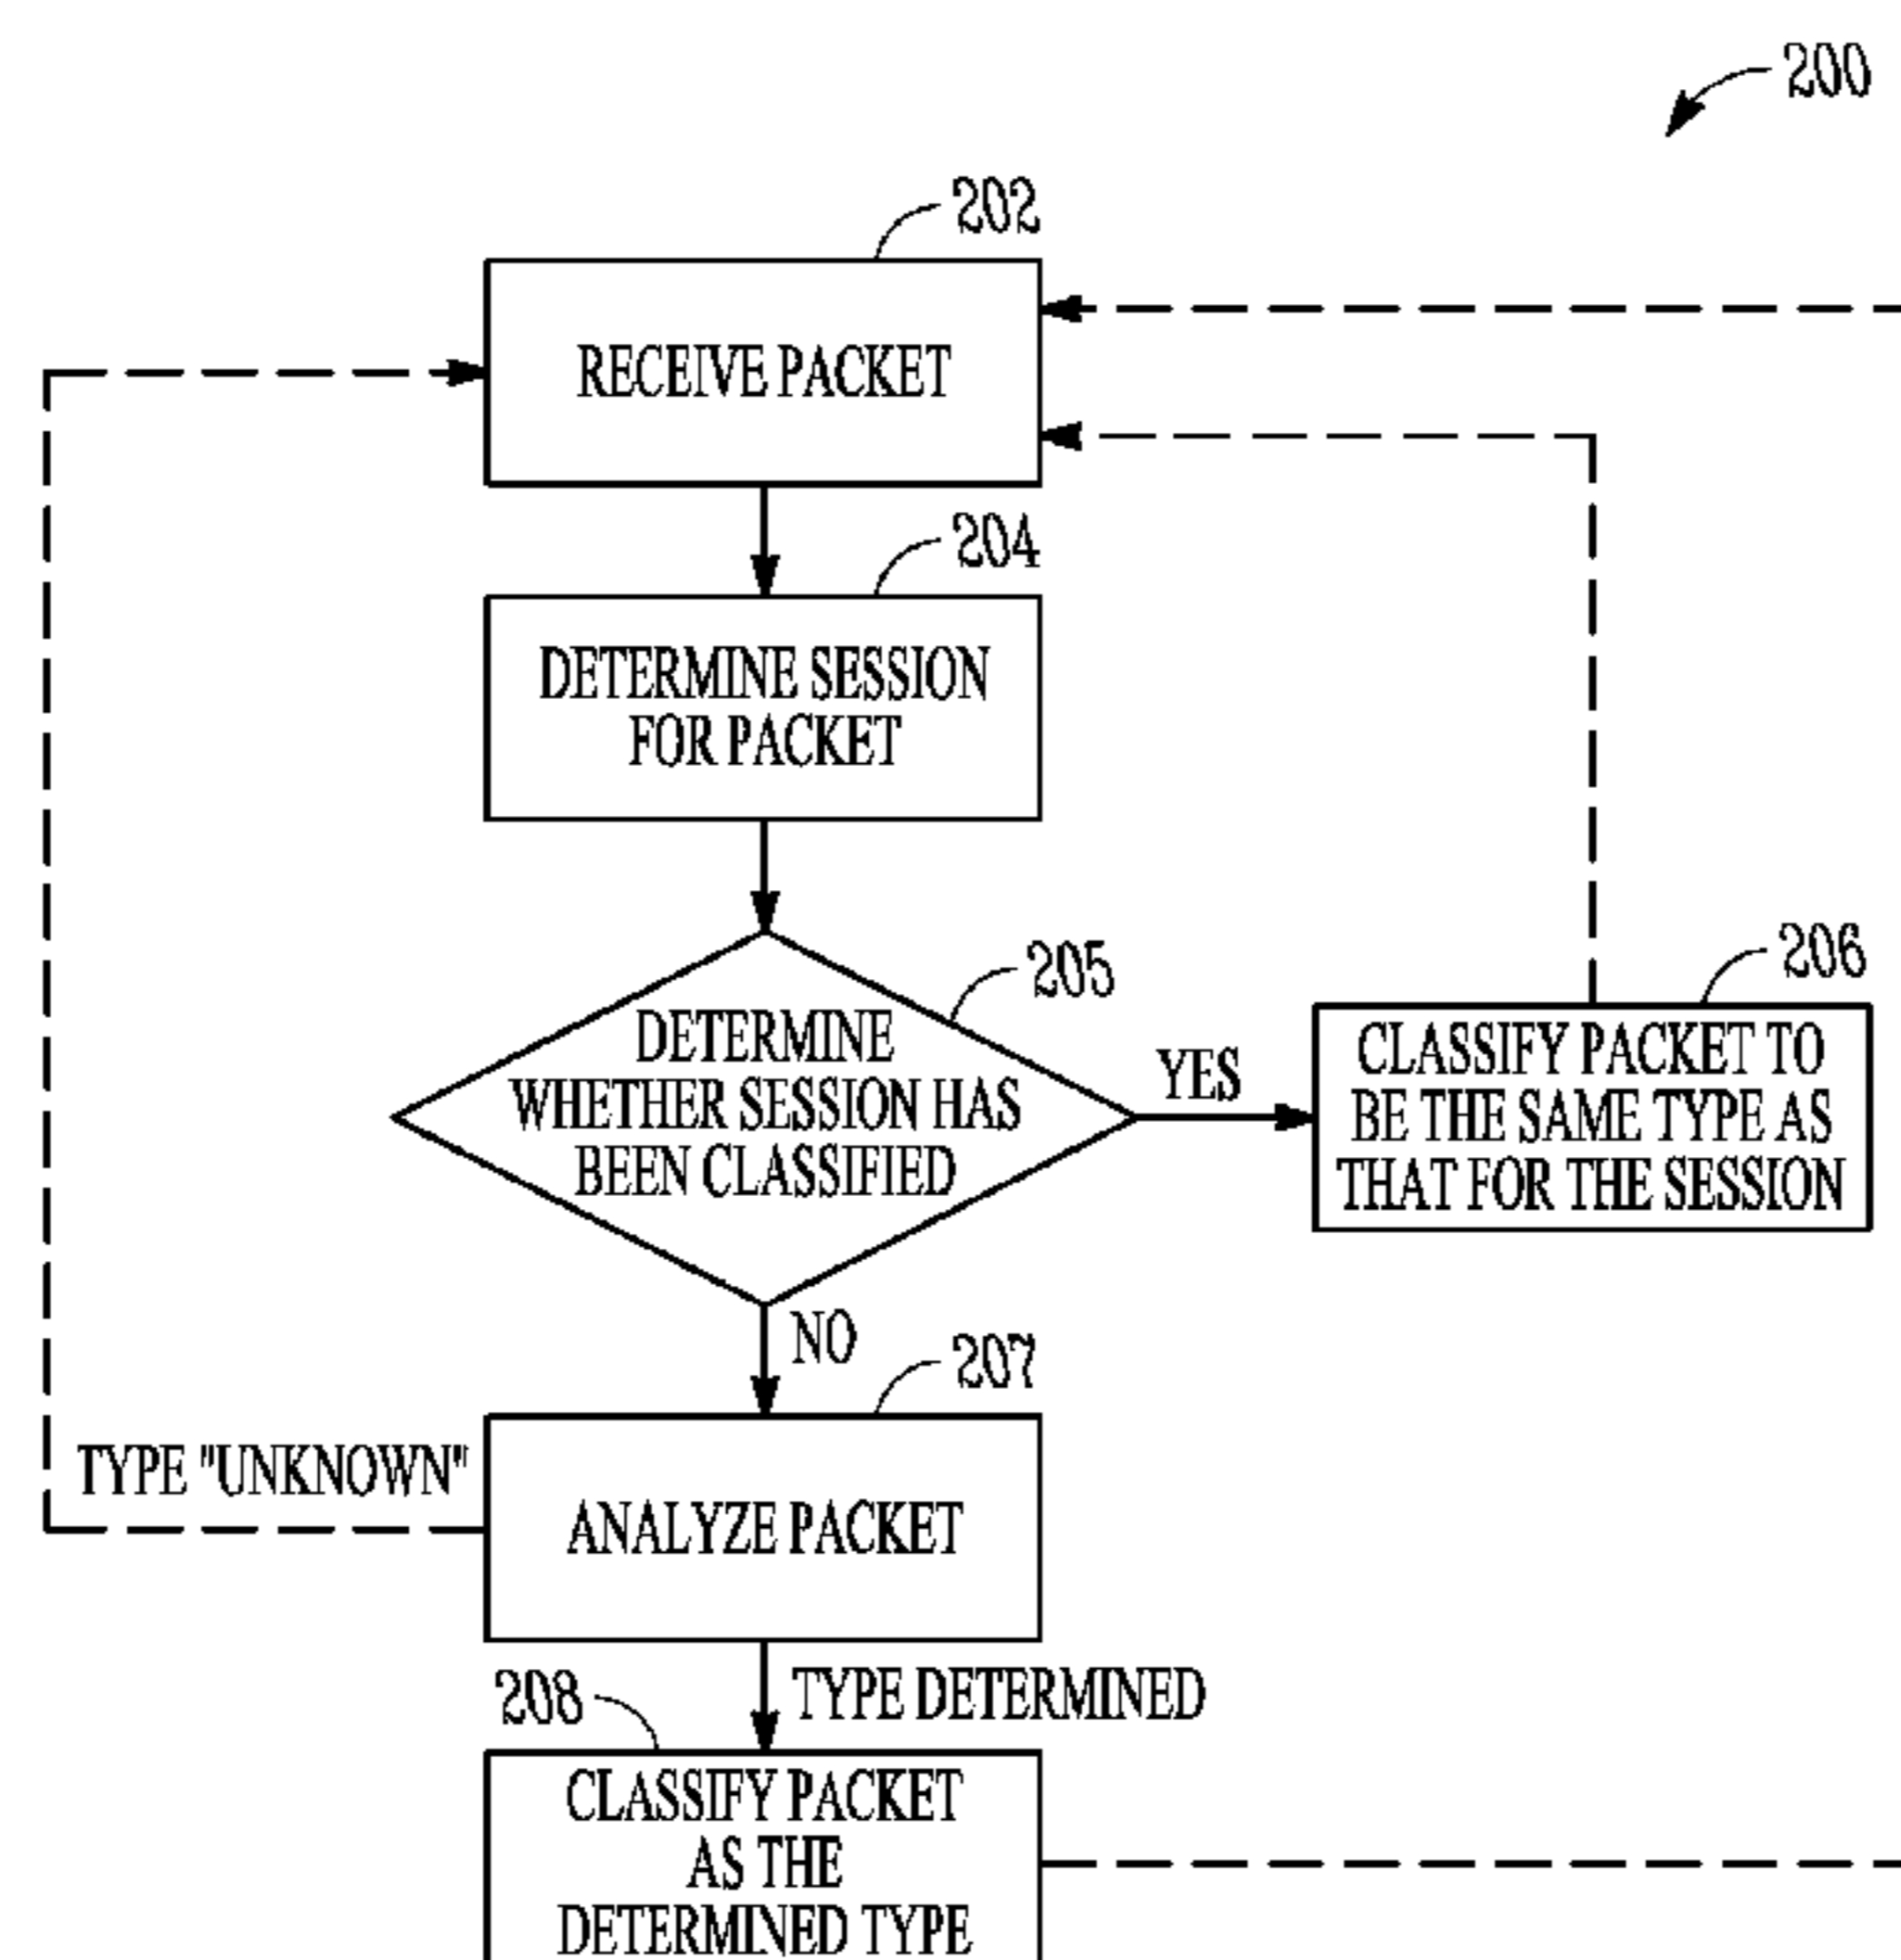 200
202
RECEIVE PACKET
204
DETERMINE SESSION
FOR PACKET
205
DETERMINE
WHETHER SESSION HAS
BEEN CLASSIFIED
YES
206
CLASSIFY PACKET TO
BE THE SAME TYPE AS
THAT FOR THE SESSION
NO
207
TYPE "UNKNOWN"
ANALYZE PACKET
208
TYPE DETERMINED
CLASSIFY PACKET
AS THE
DETERMINED TYPE